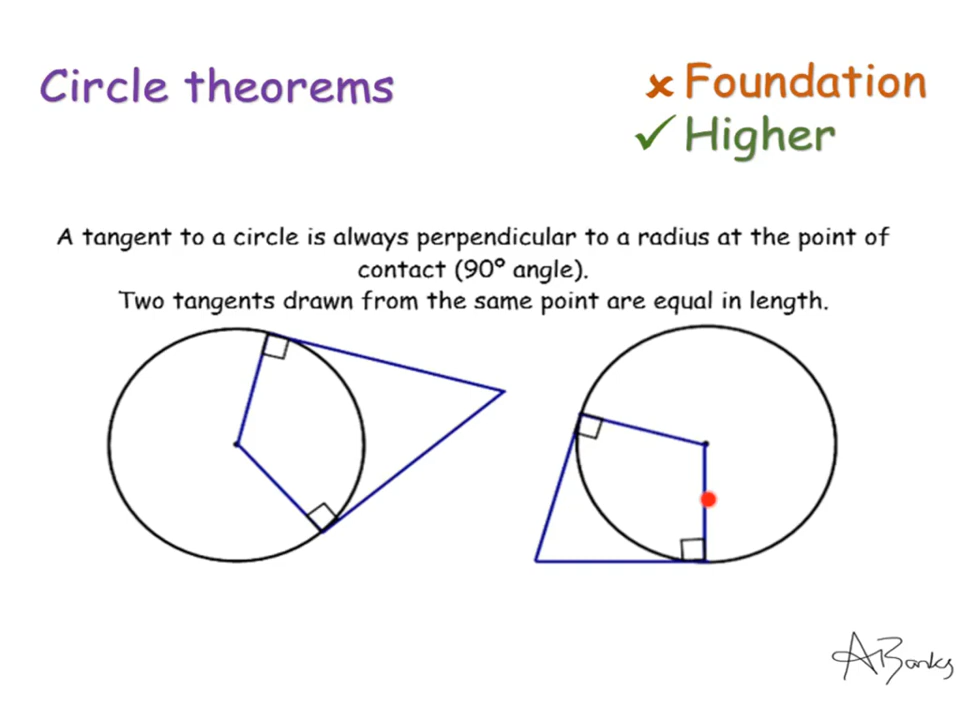 Circle theorems
✗ Foundation
✓ Higher
A tangent to a circle is always perpendicular to a radius at the point of
contact (90° angle).
Two tangents drawn from the same point are equal in length.
ABanks